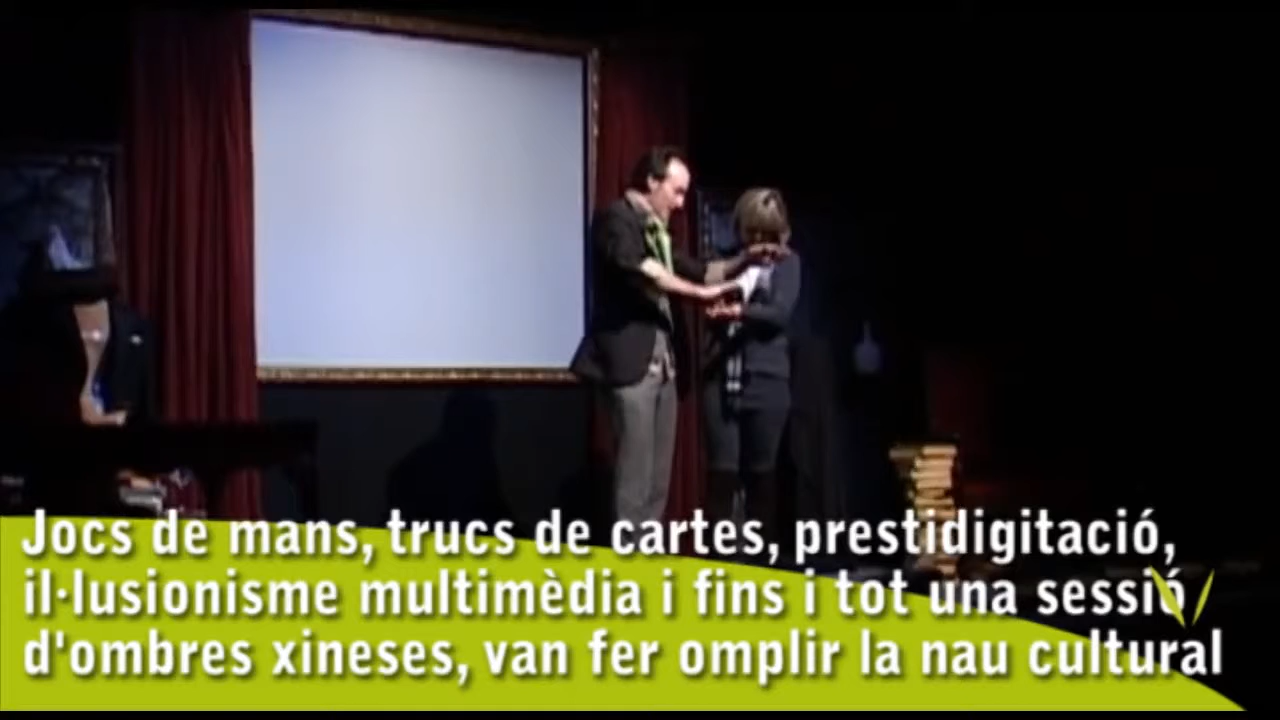 Jocs de mans, trucs de cartes, prestidigitació,
il·lusionisme multimèdia i fins i tot una sessió
d'ombres xineses, van fer omplir la nau cultural